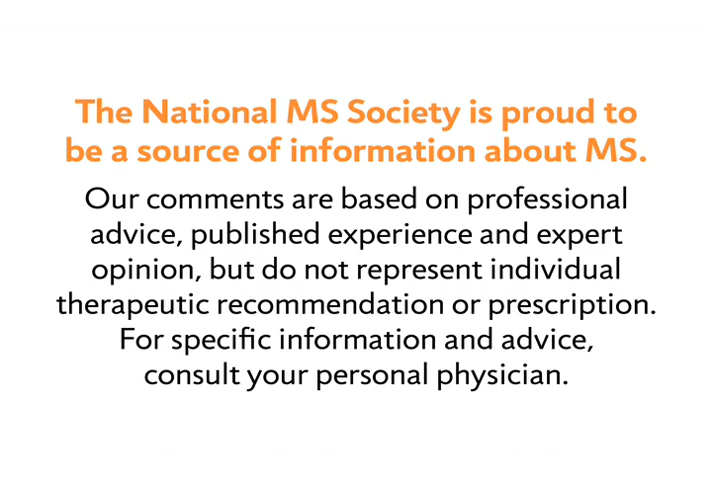 The National MS Society is proud to
be a source of information about MS.
Our comments are based on professional
advice, published experience and expert
opinion, but do not represent individual
therapeutic recommendation or prescription.
For specific information and advice,
consult your personal physician.